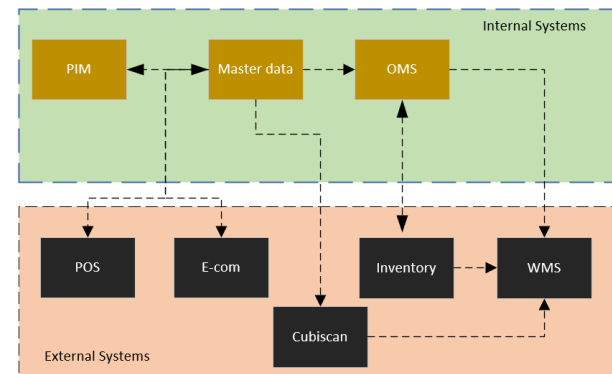 Internal Systems
PIM
Master data
OMS
POS
E-com
Inventory
WMS
Cubiscan
External Systems